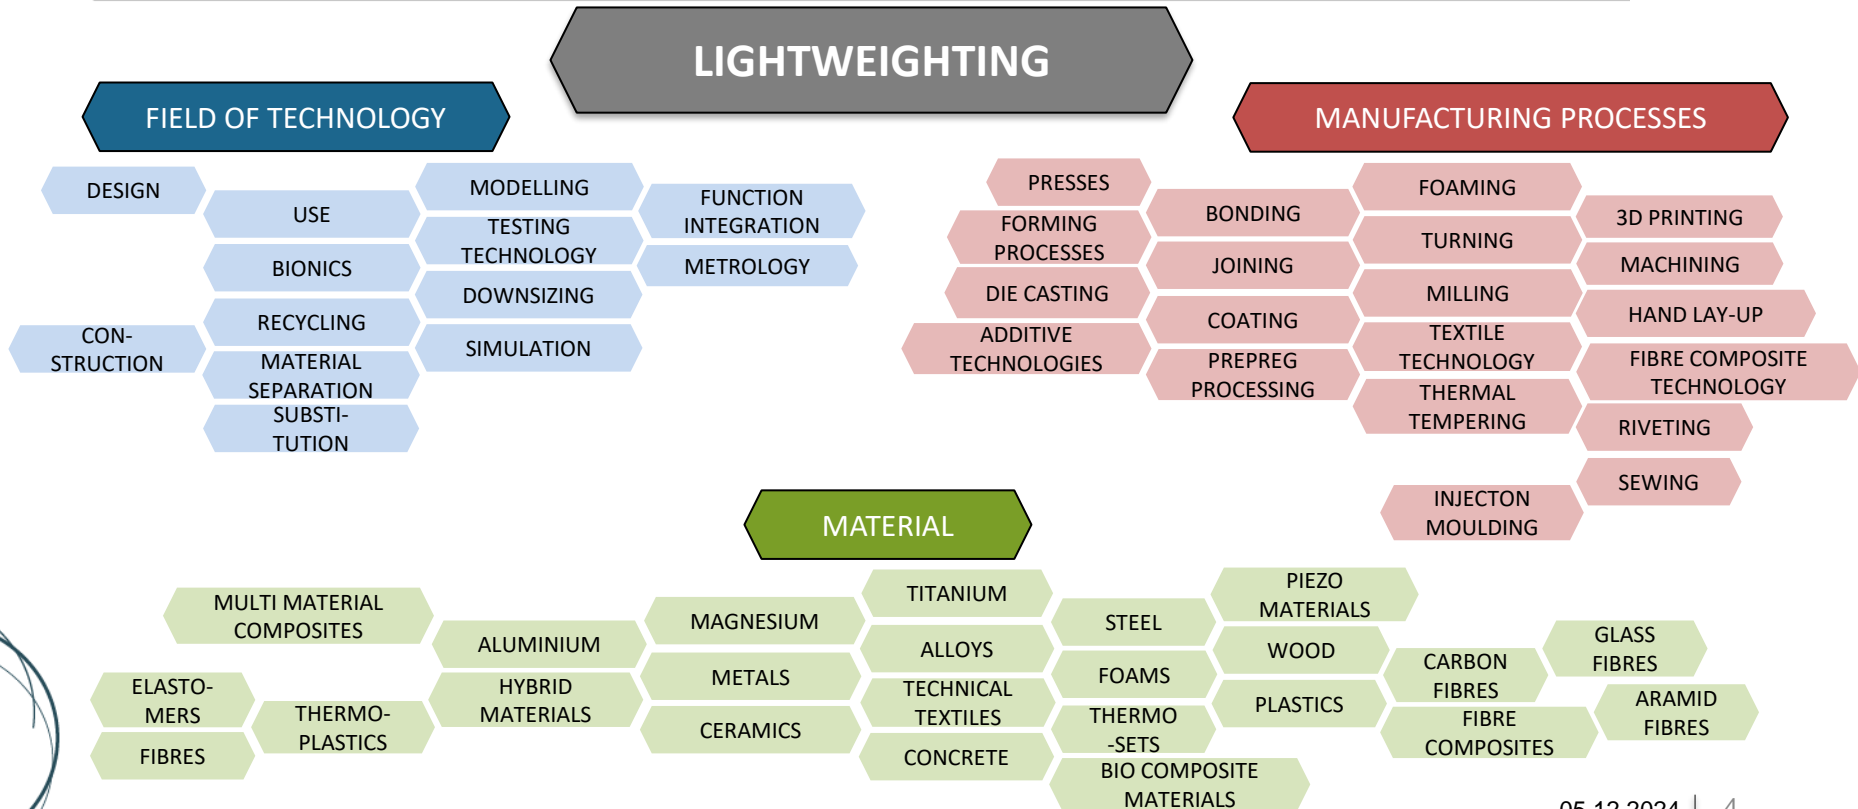 LIGHTWEIGHTING
FIELD OF TECHNOLOGY
DESIGN
CON-
STRUCTION
USE
BIONICS
RECYCLING
MATERIAL
SEPARATION
SUBSTI-
TUTION
MODELLING
TESTING
TECHNOLOGY
DOWNSIZING
SIMULATION
FUNCTION
INTEGRATION
METROLOGY
MANUFACTURING PROCESSES
PRESSES
FORMING
PROCESSES
DIE CASTING
ADDITIVE
TECHNOLOGIES
BONDING
JOINING
COATING
PREPREG
PROCESSING
FOAMING
TURNING
MILLING
TEXTILE
TECHNOLOGY
THERMAL
TEMPERING
INJECTON
MOULDING
3D PRINTING
MACHINING
HAND LAY-UP
FIBRE COMPOSITE
TECHNOLOGY
RIVETING
SEWING
MATERIAL
MULTI MATERIAL
COMPOSITES
ELASTO-
MERS
FIBRES
THERMO-
PLASTICS
ALUMINIUM
HYBRID
MATERIALS
MAGNESIUM
METALS
CERAMICS
TITANIUM
ALLOYS
TECHNICAL
TEXTILES
CONCRETE
STEEL
FOAMS
THERMO
-SETS
BIO COMPOSITE
MATERIALS
PIEZO
MATERIALS
WOOD
PLASTICS
CARBON
FIBRES
FIBRE
COMPOSITES
GLASS
FIBRES
ARAMID
FIBRES
05.12.2024
4